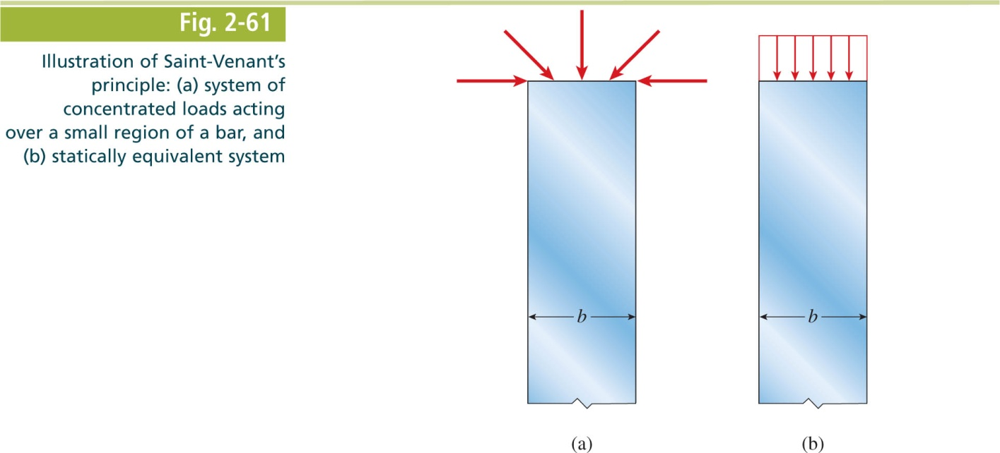 Fig. 2-61
Illustration of Saint-Venant’s
principle: (a) system of
concentrated loads acting
over a small region of a bar, and
(b) statically equivalent system
b
b
(a)
(b)